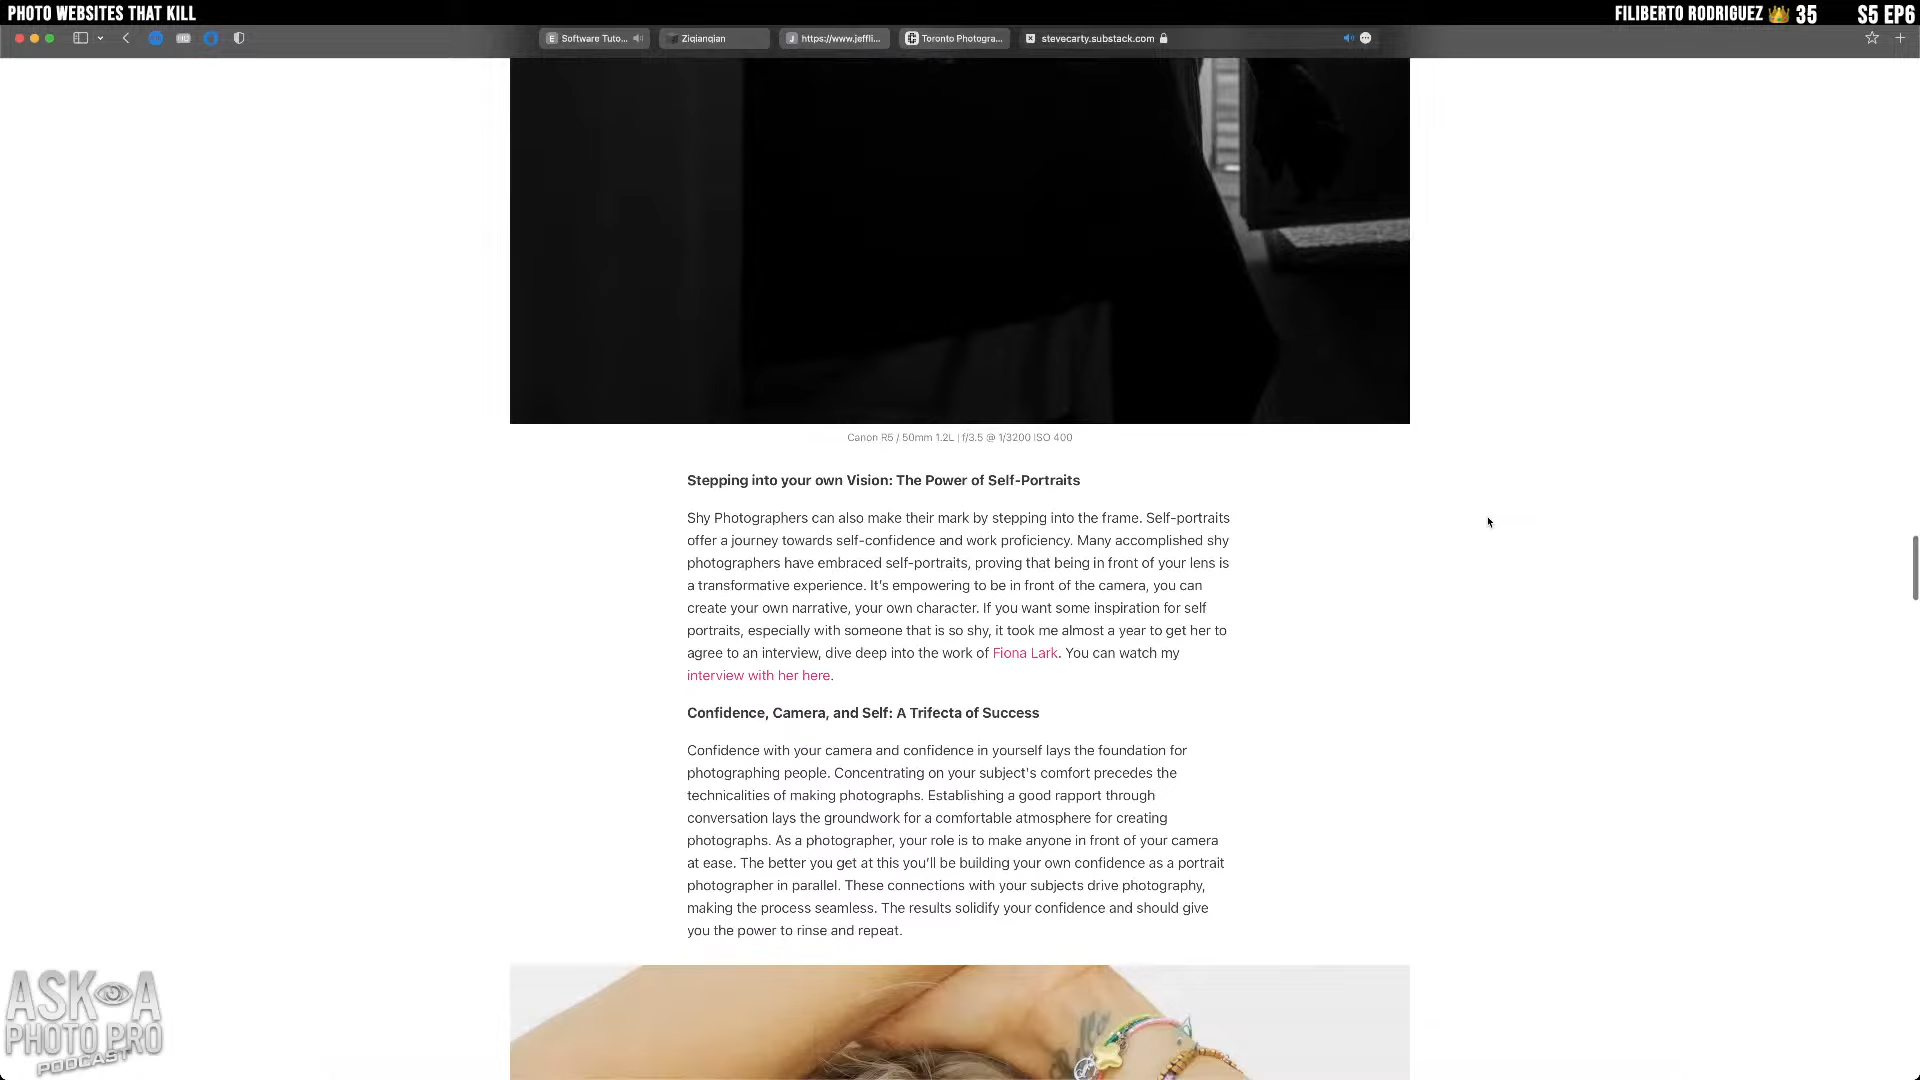 PHOTO WEBSITES THAT KILL
FILIBERTO RODRIGUEZ 👑 35 S5 EP6
Software Tuto...
Ziqianqian
https://www.jeffli...
Toronto Photogra...
stevecarty.substack.com
Canon R5 / 50mm 1.2L | f/3.5 @ 1/3200 ISO 400
Stepping into your own Vision: The Power of Self-Portraits
Shy Photographers can also make their mark by stepping into the frame. Self-portraits
offer a journey towards self-confidence and work proficiency. Many accomplished shy
photographers have embraced self-portraits, proving that being in front of your lens is
a transformative experience. It's empowering to be in front of the camera, you can
create your own narrative, your own character. If you want some inspiration for self
portraits, especially with someone that is so shy, it took me almost a year to get her to
agree to an interview, dive deep into the work of Fiona Lark. You can watch my
interview with her here.
Confidence, Camera, and Self: A Trifecta of Success
Confidence with your camera and confidence in yourself lays the foundation for
photographing people. Concentrating on your subject's comfort precedes the
technicalities of making photographs. Establishing a good rapport through
conversation lays the groundwork for a comfortable atmosphere for creating
photographs. As a photographer, your role is to make anyone in front of your camera
at ease. The better you get at this you'll be building your own confidence as a portrait
photographer in parallel. These connections with your subjects drive photography,
making the process seamless. The results solidify your confidence and should give
you the power to rinse and repeat.
ASK A
PHOTO PRO
PODCAST